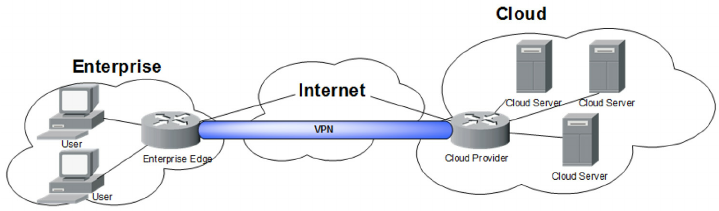 Cloud
Enterprise
Internet
Cloud Server
Cloud Server
VPN
User
Enterprise Edge
Cloud Provider
Cloud Server
User